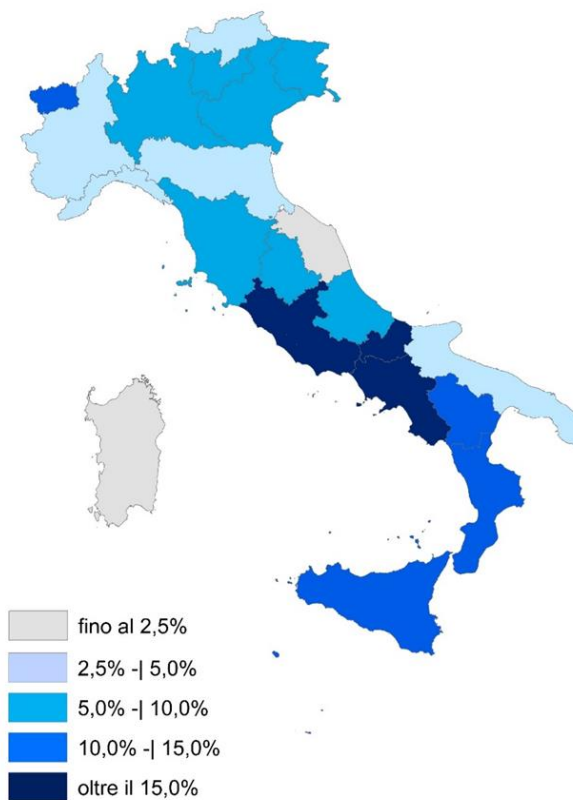 fino al 2,5%
2,5% -| 5,0%
5,0% -| 10,0%
10,0% -| 15,0%
oltre il 15,0%